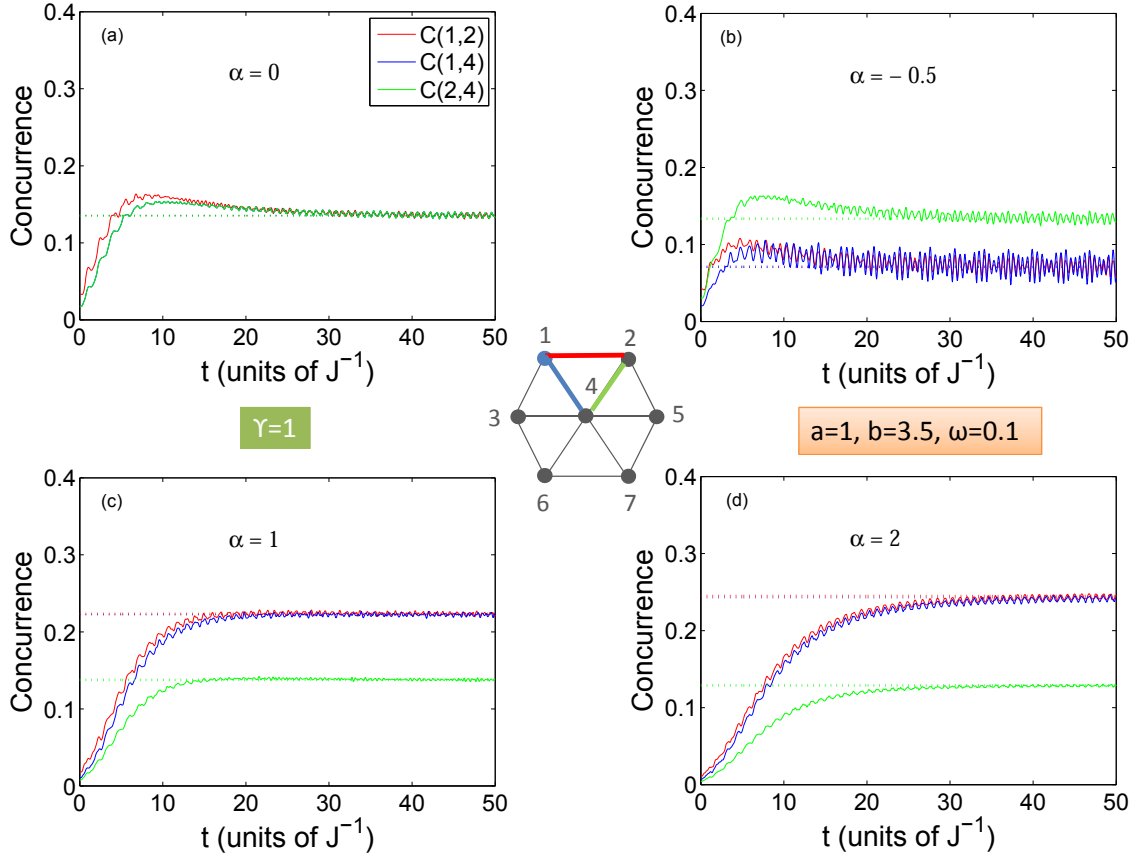 (a)
α = 0
C(1,2)
C(1,4)
C(2,4)
Concurrence
0.4
0.3
0.2
0.1
0
0 10 20 30 40 50
t (units of J⁻¹)
(b)
α = − 0.5
Concurrence
0.4
0.3
0.2
0.1
0
0 10 20 30 40 50
t (units of J⁻¹)
1 2
4
3 5
6 7
ϒ=1
a=1, b=3.5, ω=0.1
(c)
α = 1
Concurrence
0.4
0.3
0.2
0.1
0
0 10 20 30 40 50
t (units of J⁻¹)
(d)
α = 2
Concurrence
0.4
0.3
0.2
0.1
0
0 10 20 30 40 50
t (units of J⁻¹)